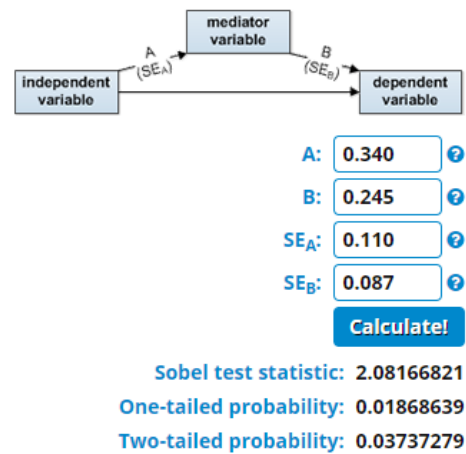 mediator
variable
A
(SEA)
B
(SEB)
independent
variable
dependent
variable
A: 0.340 ?
B: 0.245 ?
SEA: 0.110 ?
SEB: 0.087 ?
Calculate!
Sobel test statistic: 2.08166821
One-tailed probability: 0.01868639
Two-tailed probability: 0.03737279